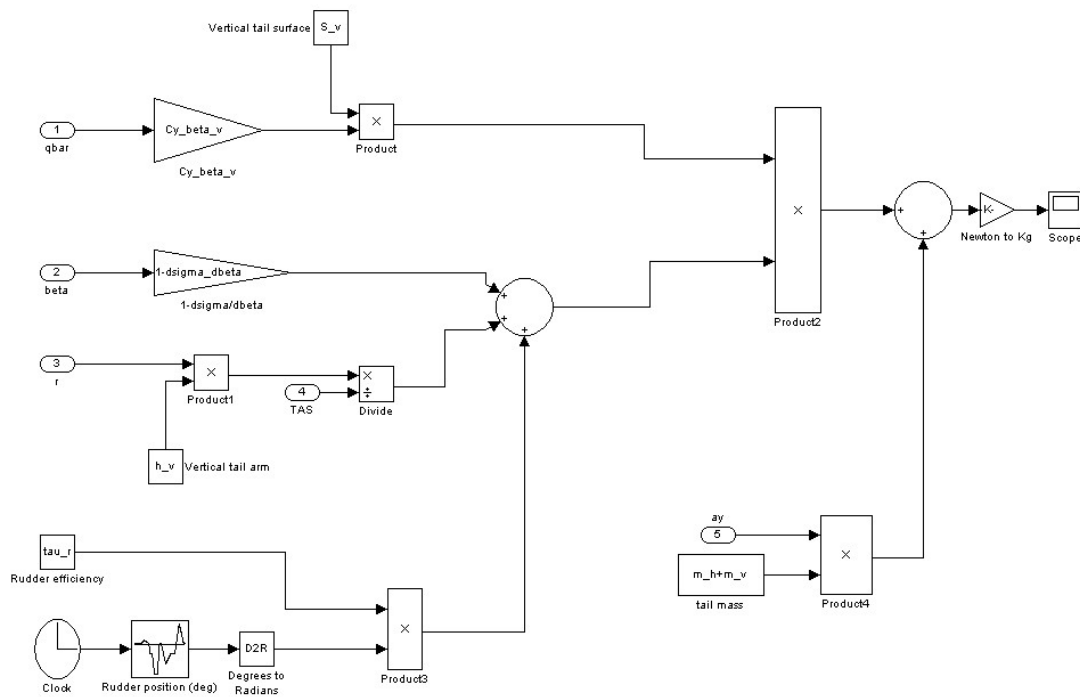 Vertical tail surface
S_v
1
qbar
Cy_beta_v
Cy_beta_v
×
Product
×
Product2
+
+
K-
Newton to Kg
Scope
2
beta
1-dsigma_dbeta
1-dsigma/dbeta
+
+
+
3
r
×
Product1
4
TAS
×
÷
Divide
h_v
Vertical tail arm
ay
5
m_h+m_v
tail mass
×
Product4
tau_r
Rudder efficiency
×
Product3
Clock
Rudder position (deg)
D2R
Degrees to
Radians